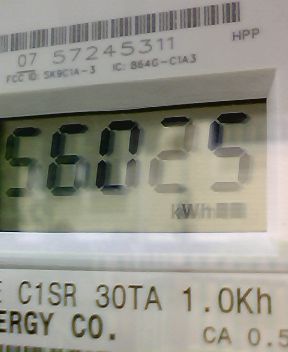 HPP
07 57245311
FCC ID: SK9C1A-3 IC: 864G-C1A3
56025
kWh
C1SR 30TA 1.0Kh
ERGY CO.
CA 0.5